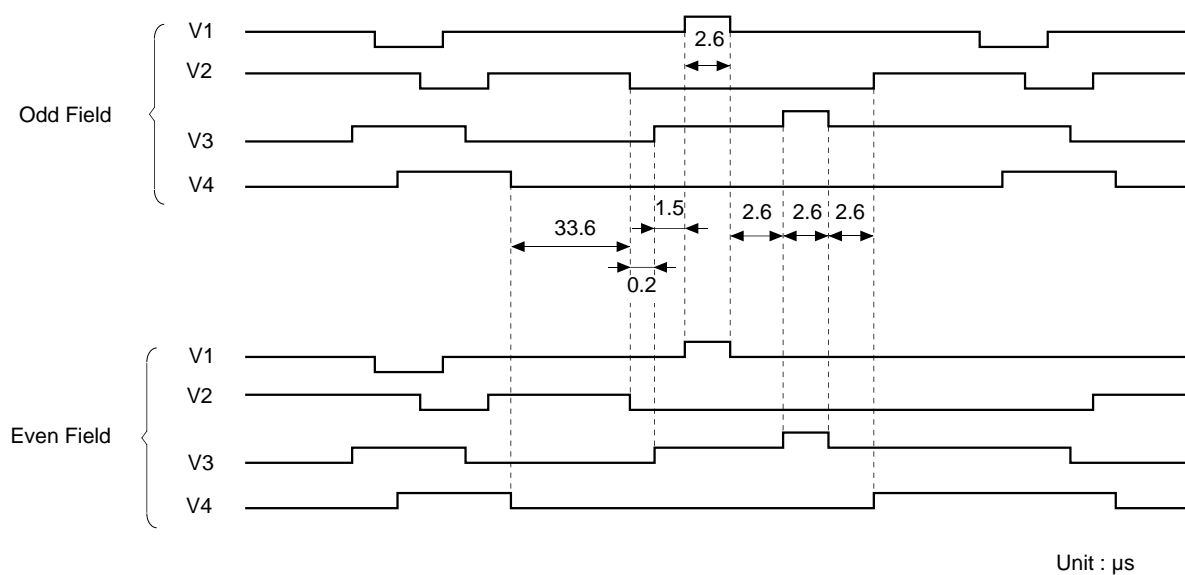 V1
2.6
V2
Odd Field
V3
V4
1.5
2.6 2.6 2.6
33.6
0.2
V1
V2
Even Field
V3
V4
Unit : μs